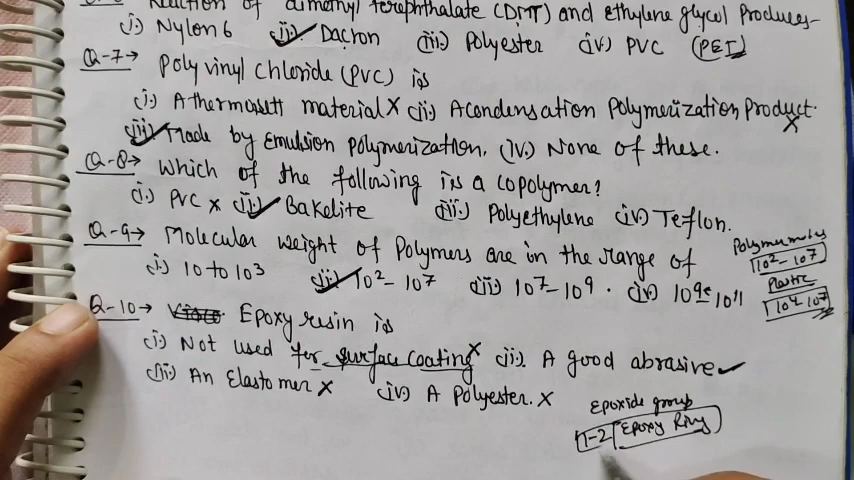 Reaction of dimethyl terephthalate (DMT) and ethylene glycol Produces-
(i) Nylon 6 (ii) Dacron (iii) Polyester (iv) PVC (PET)
Q-7→ Polyvinyl Chloride (PVC) is
(i) A thermosett material X (ii) A condensation Polymerization Product. X
(iii) Made by Emulsion polymerization. (iv) None of these.
Q-8→ Which of the following is a copolymer?
(i) PVC X (ii) Bakelite (iii) Polyethylene (iv) Teflon.
Q-9→ Molecular weight of Polymers are in the range of
(i) 10 to 10³ (ii) 10²-10⁷ (iii) 10⁷-10⁹. (iv) 10⁹-10¹¹
10²-10⁷
Plastic
10⁴-10⁷
Q-10→ Epoxy resin is
(i) Not used for surface coating X (ii) A good abrasive ✓
(iii) An Elastomer X (iv) A Polyester. X
Epoxide group
1-2 Epoxy Ring